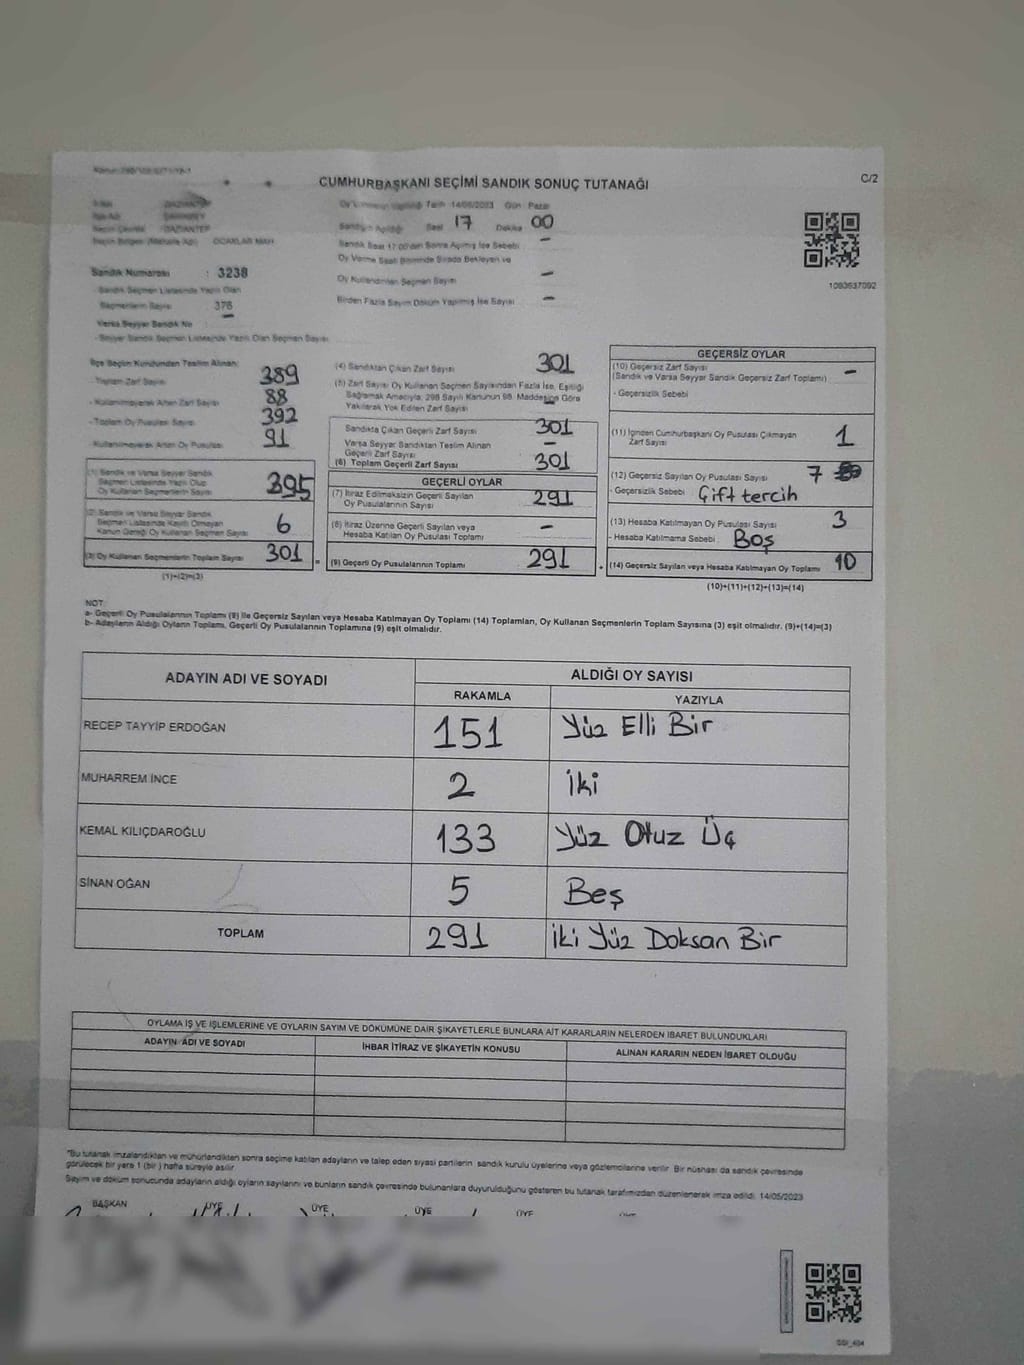 CUMHURBAŞKANI SEÇİMİ SANDIK SONUÇ TUTANAĞI
C/2
GAZİANTEP
Tarih 14/05/2023 Gün Pazar
Saat 17 Dakika 00
GAZİANTEP
OCAKLAR MAH
Sandık Saat 17:00'den Sonra Açılmış İse Sebebi –
Oy Verme Saati Bitiminde Sırada Bekleyen ve
Oy Kullandırılan Seçmen Sayısı –
Birden Fazla Sayım Döküm Yapılmış İse Sayısı –
1093637092
Sandık Numarası : 3238
- Sandık Seçmen Listesinde Yazılı Olan
Seçmenlerin Sayısı 376
Varsa Seyyar Sandık No –
- Seyyar Sandık Seçmen Listesinde Yazılı Olan Seçmen Sayısı
İlçe Seçim Kurulundan Teslim Alınan:
- Toplam Zarf Sayısı 389
- Kullanılmayarak Artan Zarf Sayısı 88
- Toplam Oy Pusulası Sayısı 392
- Kullanılmayarak Artan Oy Pusulası 91
(1) Sandık ve Varsa Seyyar Sandık
Seçmen Listesinde Yazılı Olup
Oy Kullanan Seçmenlerin Sayısı 395
(2) Sandık ve Varsa Seyyar Sandık
Seçmen Listesinde Kayıtlı Olmayan
Kanun Gereği Oy Kullanan Seçmen Sayısı 6
(3) Oy Kullanan Seçmenlerin Toplam Sayısı 301
(1)+(2)=(3)
(4) Sandıktan Çıkan Zarf Sayısı 301
(5) Zarf Sayısı Oy Kullanan Seçmen Sayısından Fazla İse, Eşitliği
Sağlamak Amacıyla, 298 Sayılı Kanunun 98. Maddesine Göre
Yakılarak Yok Edilen Zarf Sayısı –
Sandıkta Çıkan Geçerli Zarf Sayısı 301
Varsa Seyyar Sandıktan Teslim Alınan
Geçerli Zarf Sayısı –
(6) Toplam Geçerli Zarf Sayısı 301
GEÇERLİ OYLAR
(7) İtiraz Edilmeksizin Geçerli Sayılan
Oy Pusulalarının Sayısı 291
(8) İtiraz Üzerine Geçerli Sayılan veya
Hesaba Katılan Oy Pusulası Toplamı –
= (9) Geçerli Oy Pusulalarının Toplamı 291 +
GEÇERSİZ OYLAR
(10) Geçersiz Zarf Sayısı
(Sandık ve Varsa Seyyar Sandık Geçersiz Zarf Toplamı) –
- Geçersizlik Sebebi
(11) İçinden Cumhurbaşkanı Oy Pusulası Çıkmayan
Zarf Sayısı 1
(12) Geçersiz Sayılan Oy Pusulası Sayısı 7
- Geçersizlik Sebebi Çift tercih
(13) Hesaba Katılmayan Oy Pusulası Sayısı 3
- Hesaba Katılmama Sebebi Boş
(14) Geçersiz Sayılan veya Hesaba Katılmayan Oy Toplamı 10
(10)+(11)+(12)+(13)=(14)
NOT:
a- Geçerli Oy Pusulalarının Toplamı (9) ile Geçersiz Sayılan veya Hesaba Katılmayan Oy Toplamı (14) Toplamları, Oy Kullanan Seçmenlerin Toplam Sayısına (3) eşit olmalıdır. (9)+(14)=(3)
b- Adayların Aldığı Oyların Toplamı, Geçerli Oy Pusulalarının Toplamına (9) eşit olmalıdır.
ADAYIN ADI VE SOYADI ALDIĞI OY SAYISI
RAKAMLA YAZIYLA
RECEP TAYYİP ERDOĞAN 151 Yüz Elli Bir
MUHARREM İNCE 2 İki
KEMAL KILIÇDAROĞLU 133 Yüz Otuz Üç
SİNAN OĞAN 5 Beş
TOPLAM 291 İki Yüz Doksan Bir
OYLAMA İŞ VE İŞLEMLERİNE VE OYLARIN SAYIM VE DÖKÜMÜNE DAİR ŞİKAYETLERLE BUNLARA AİT KARARLARIN NELERDEN İBARET BULUNDUKLARI
ADAYIN ADI VE SOYADI İHBAR İTİRAZ VE ŞİKAYETİN KONUSU ALINAN KARARIN NEDEN İBARET OLDUĞU
"Bu tutanak imzalandıktan ve mühürlendikten sonra seçime katılan adayların ve talep eden siyasi partilerin sandık kurulu üyelerine veya gözlemcilerine verilir. Bir nüshası da sandık çevresinde
görülecek bir yere 1 (bir) hafta süreyle asılır.
Sayım ve döküm sonucunda adayların aldığı oyların sayılarını ve bunların sandık çevresinde bulunanlara duyurulduğunu gösteren bu tutanak tarafımızdan düzenlenerek imza edildi. 14/05/2023
BAŞKAN ÜYE ÜYE ÜYE ÜYE